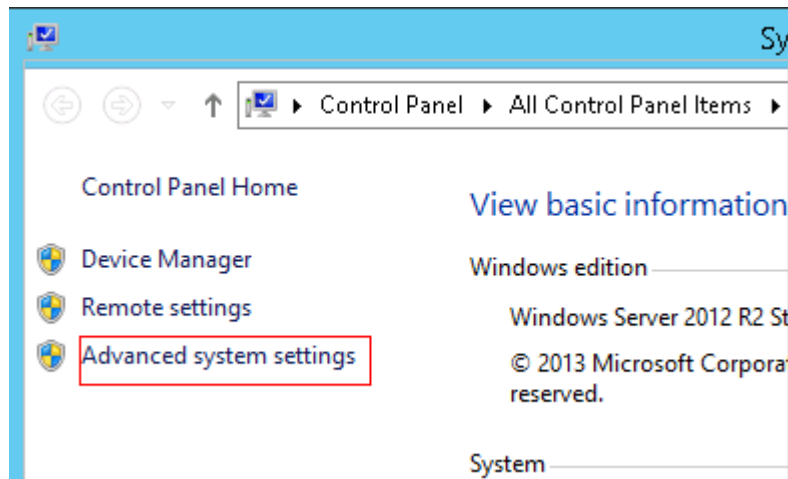 Sy
Control Panel All Control Panel Items
Control Panel Home
View basic information
Device Manager
Windows edition
Remote settings
Windows Server 2012 R2 St
Advanced system settings
© 2013 Microsoft Corpora
reserved.
System